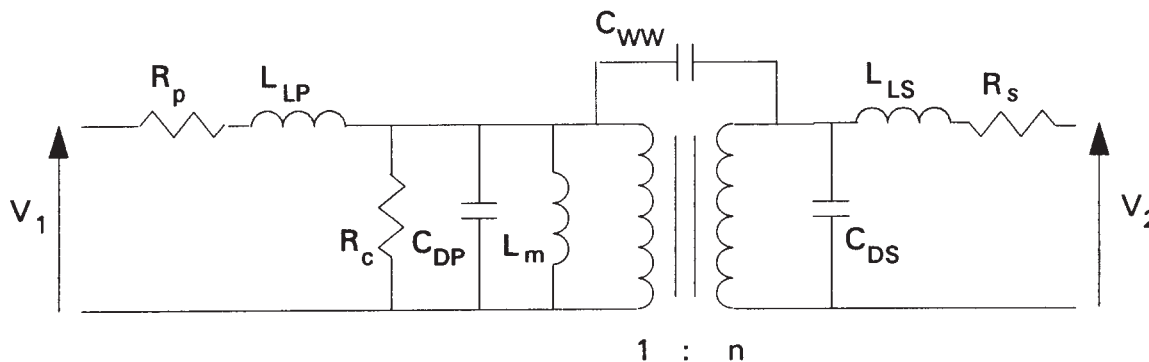 C_WW
R_p
L_LP
L_LS
R_s
V_1
R_c
C_DP
L_m
C_DS
V_2
1 : n